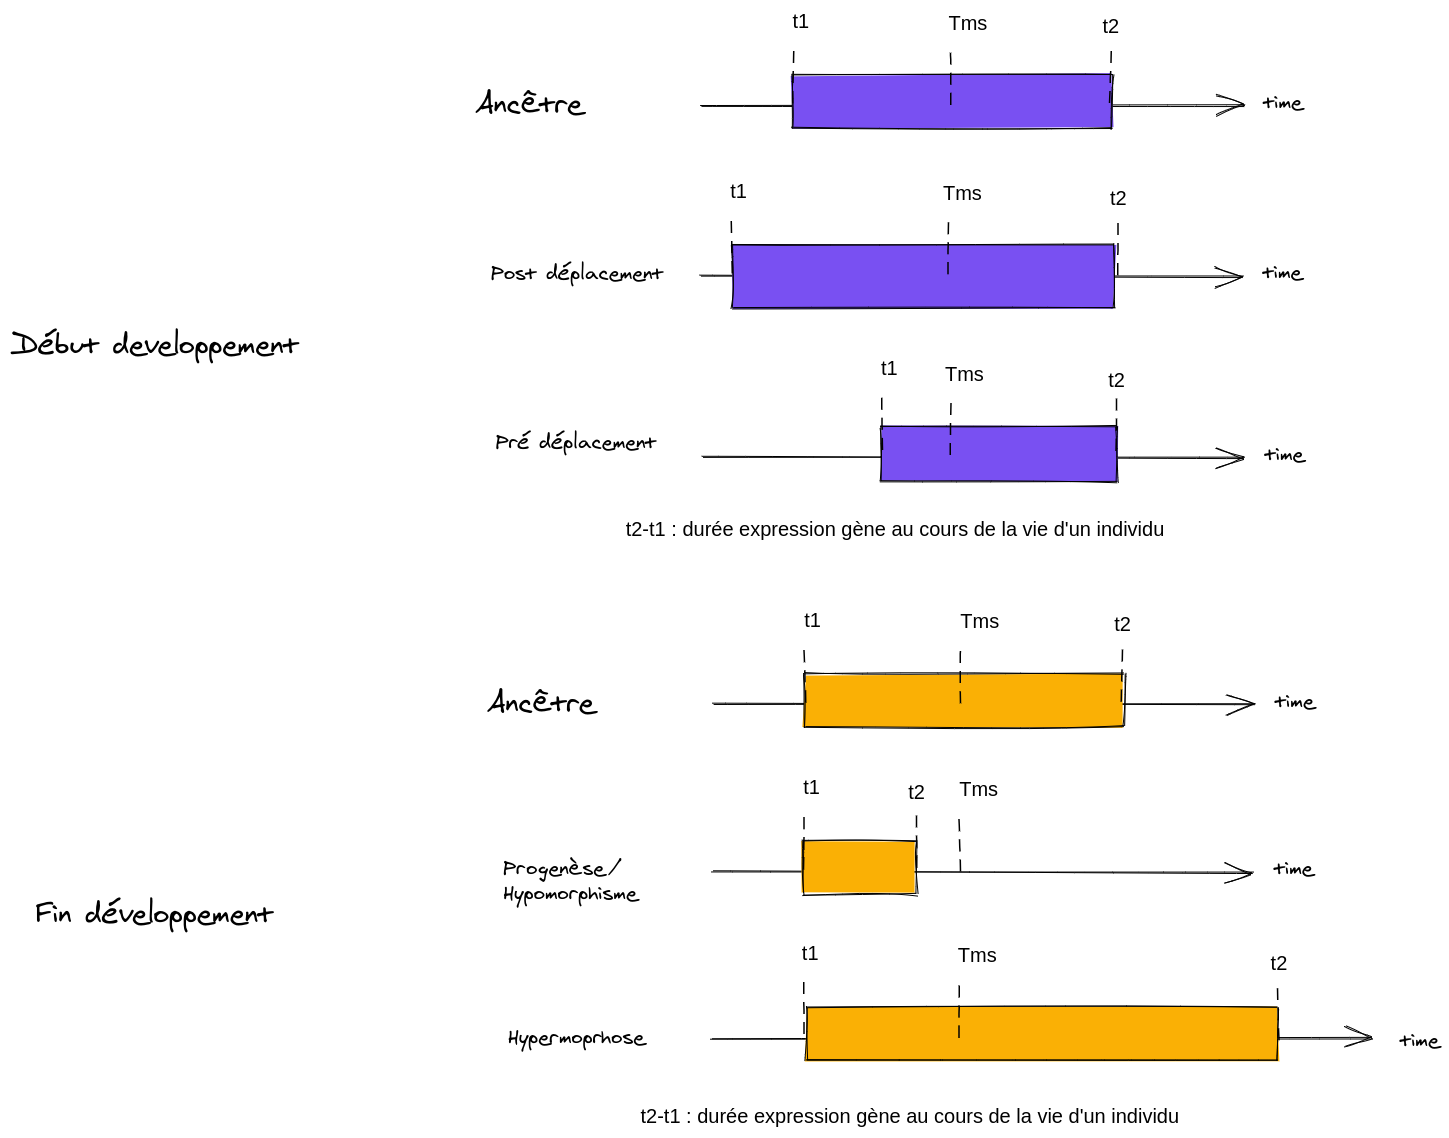 t1
Tms
t2
Ancêtre
time
t1
Tms
t2
Post déplacement
time
Début developpement
t1
Tms
t2
Pré déplacement
time
t2-t1 : durée expression gène au cours de la vie d'un individu
t1
Tms
t2
Ancêtre
time
t1
t2
Tms
Progenèse/
Hypomorphisme
time
Fin développement
t1
Tms
t2
Hypermoprhose
time
t2-t1 : durée expression gène au cours de la vie d'un individu